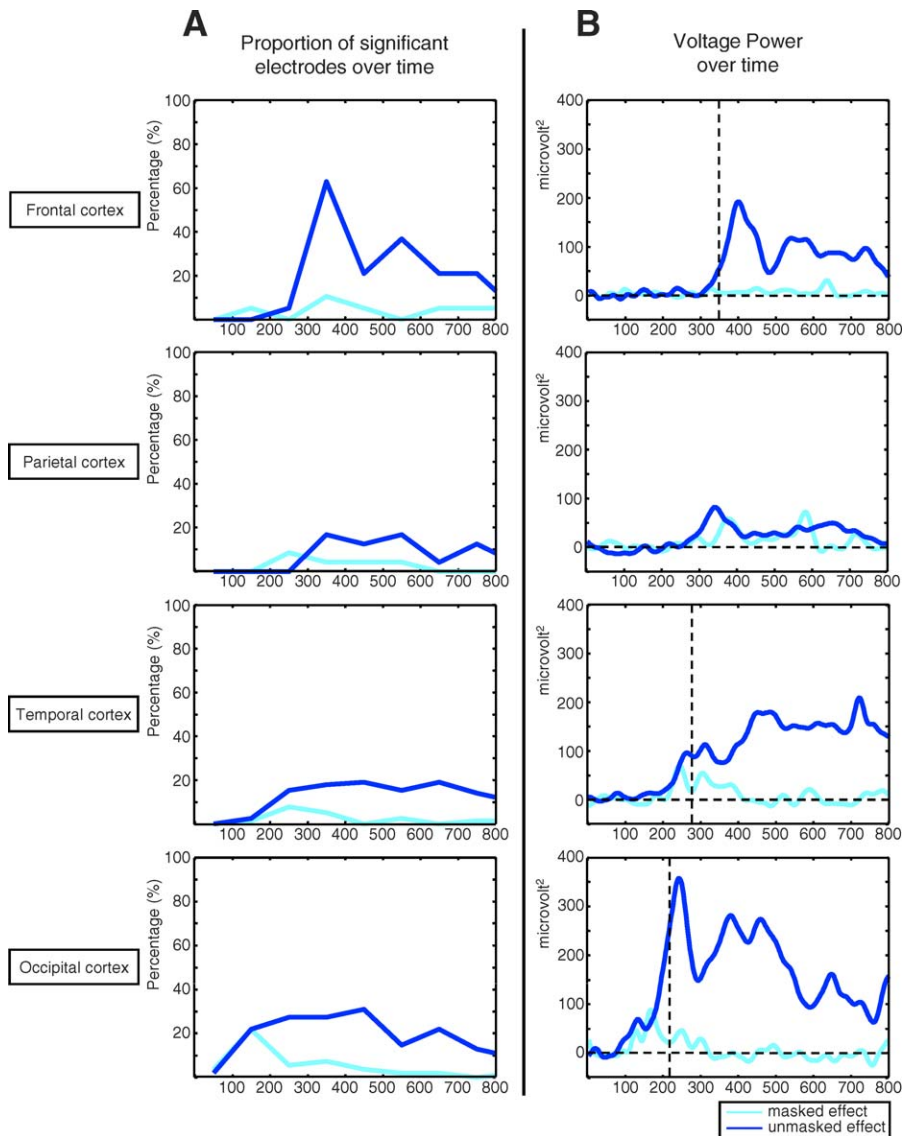 A
B
Proportion of significant
electrodes over time
Voltage Power
over time
Frontal cortex
Percentage (%)
100
80
60
40
20
100 200 300 400 500 600 700 800
microvolt²
400
300
200
100
0
0 100 200 300 400 500 600 700 800
Parietal cortex
Percentage (%)
100
80
60
40
20
100 200 300 400 500 600 700 800
microvolt²
400
300
200
100
50
0
0 100 200 300 400 500 600 700 800
Temporal cortex
Percentage (%)
100
80
60
40
20
100 200 300 400 500 600 700 800
microvolt²
400
300
200
100
0
0 100 200 300 400 500 600 700 800
Occipital cortex
Percentage (%)
100
80
60
40
20
100 200 300 400 500 600 700 800
microvolt²
400
300
200
100
0
0 100 200 300 400 500 600 700 800
masked effect
unmasked effect